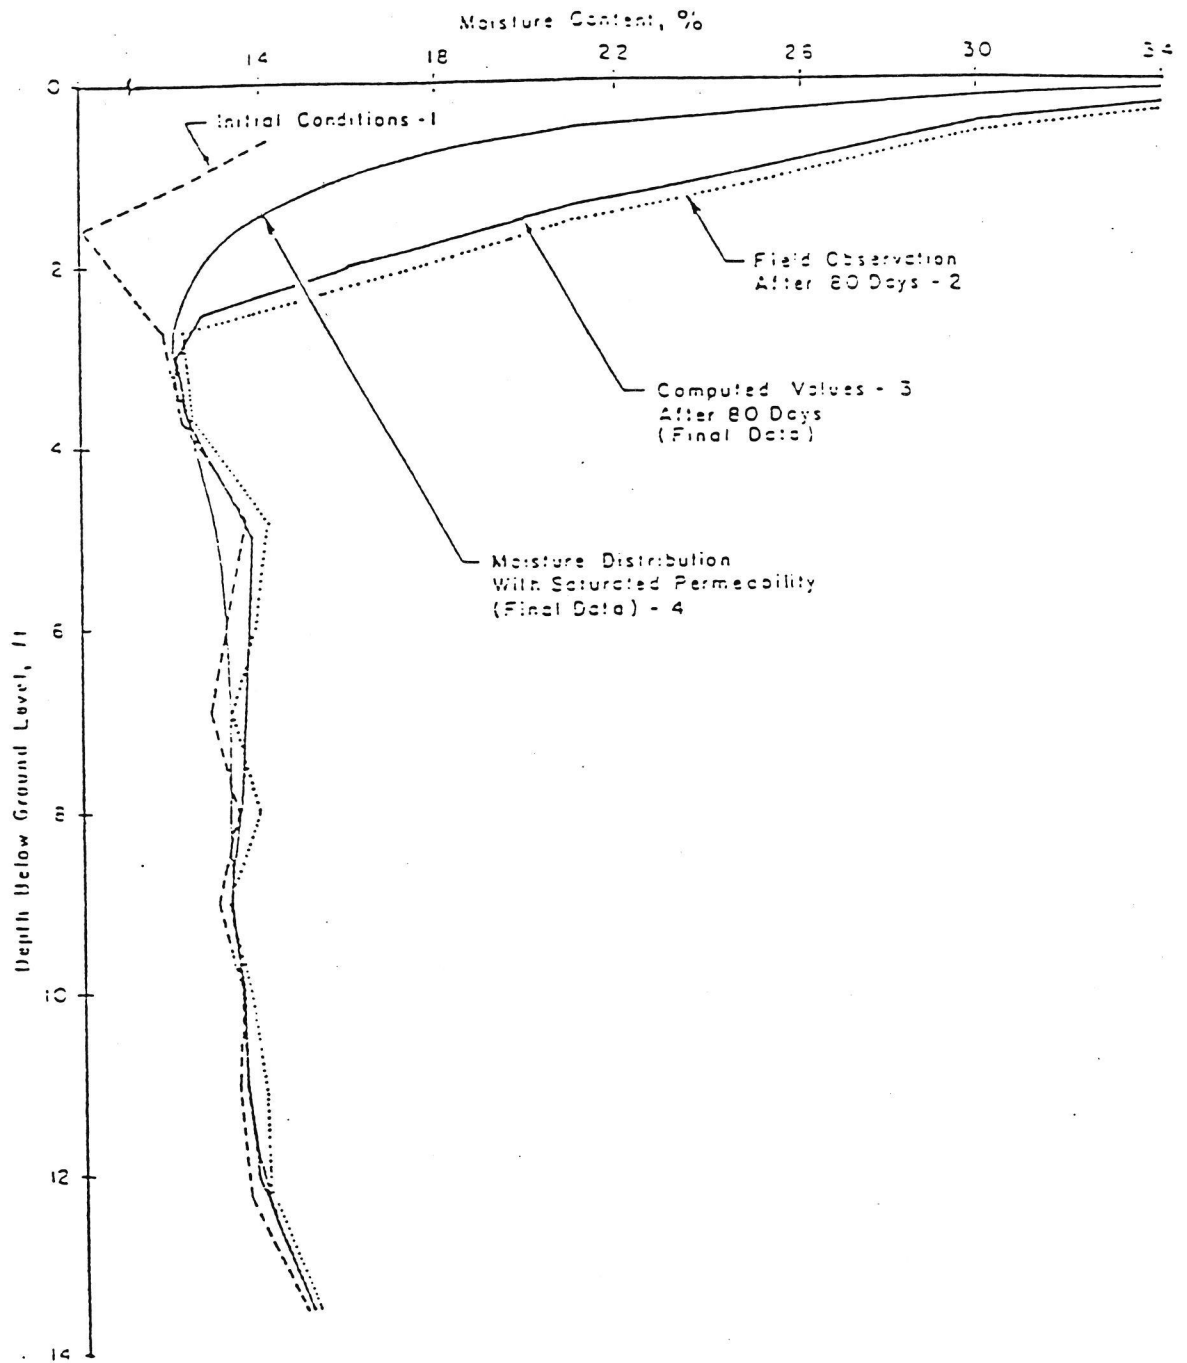 Moisture Content, %
14 18 22 26 30 34
0
Initial Conditions - 1
2
Field Observation
After 80 Days - 2
Computed Values - 3
After 80 Days
(Final Data)
4
Moisture Distribution
With Saturated Permeability
(Final Data) - 4
6
Depth Below Ground Level, ft
8
10
12
14